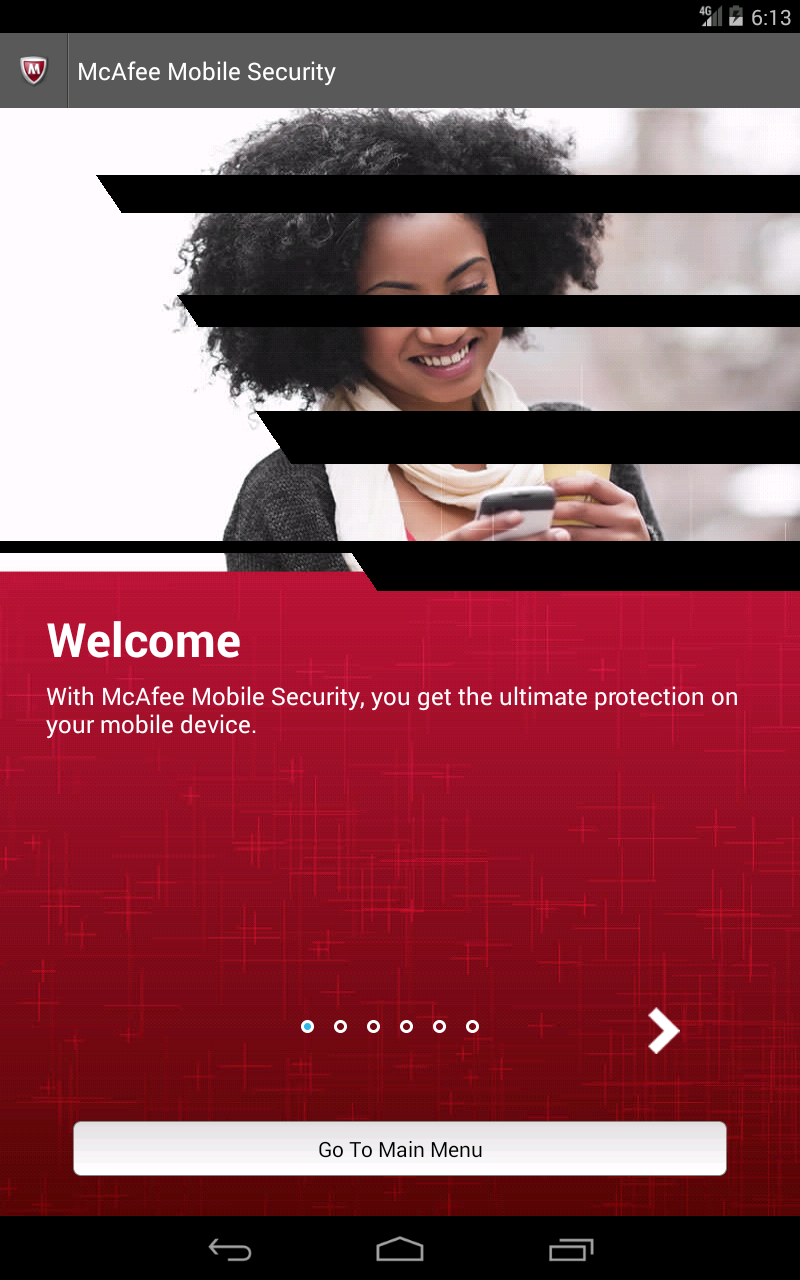 4G 6:13
M McAfee Mobile Security
Welcome
With McAfee Mobile Security, you get the ultimate protection on
your mobile device.
Go To Main Menu